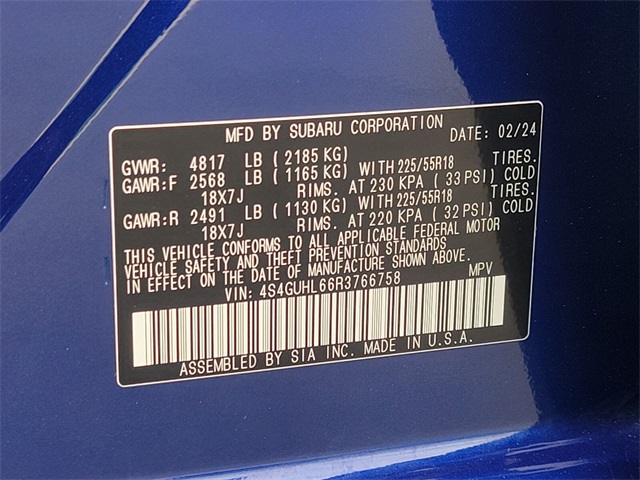 MFD BY SUBARU CORPORATION DATE: 02/24
GVWR: 4817 LB (2185 KG)
GAWR:F 2568 LB (1165 KG) WITH 225/55R18 TIRES.
18X7J RIMS. AT 230 KPA (33 PSI) COLD
GAWR:R 2491 LB (1130 KG) WITH 225/55R18 TIRES.
18X7J RIMS. AT 220 KPA (32 PSI) COLD
THIS VEHICLE CONFORMS TO ALL APPLICABLE FEDERAL MOTOR
VEHICLE SAFETY AND THEFT PREVENTION STANDARDS
IN EFFECT ON THE DATE OF MANUFACTURE SHOWN ABOVE.
VIN: 4S4GUHL66R3766758 MPV
ASSEMBLED BY SIA INC. MADE IN U.S.A.